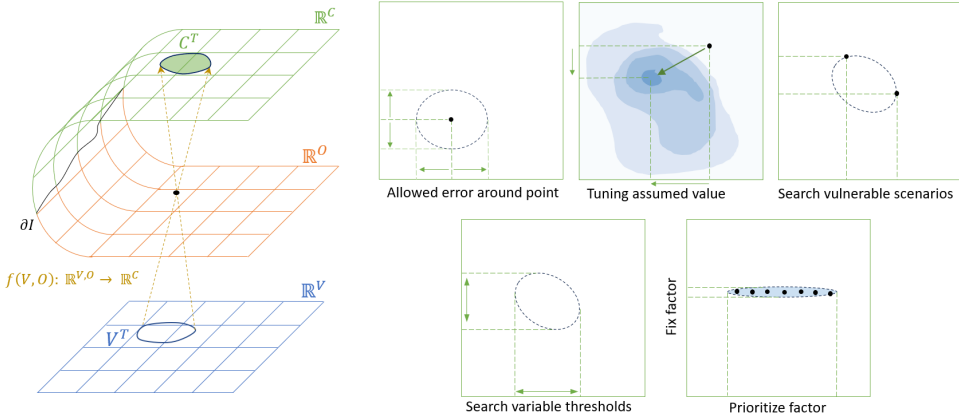 ℝ^C
C^T
ℝ^O
∂I
f(V, O): ℝ^{V,O} → ℝ^C
ℝ^V
V^T
Allowed error around point
Tuning assumed value
Search vulnerable scenarios
Search variable thresholds
Fix factor
Prioritize factor